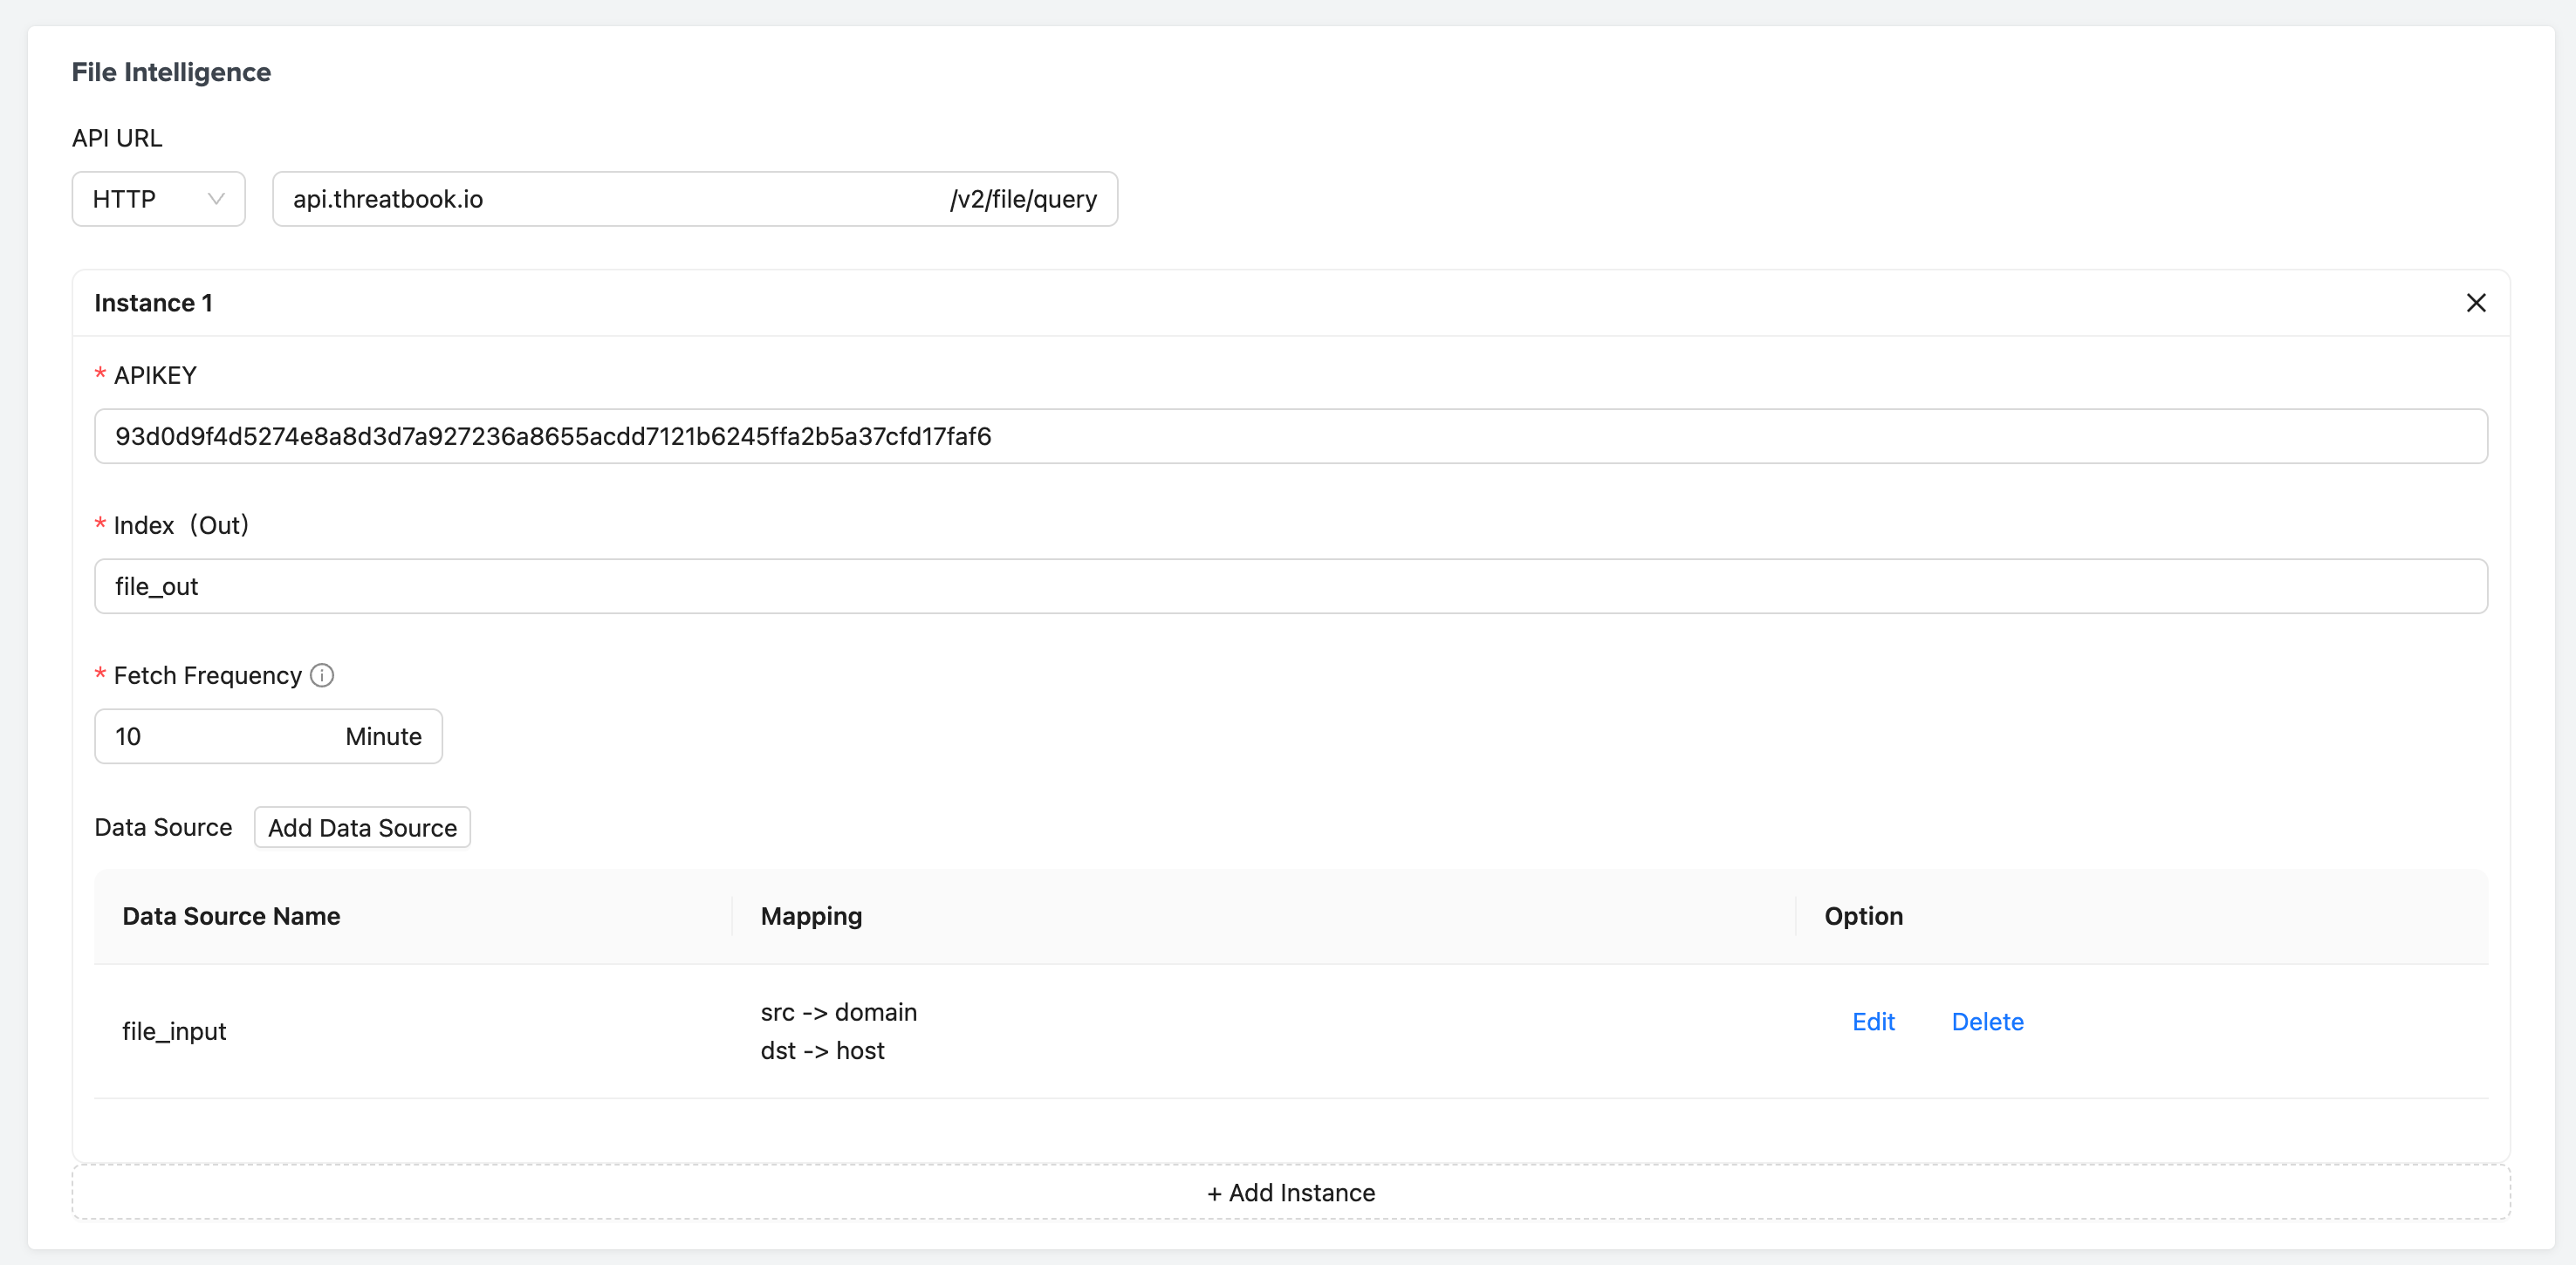 File Intelligence
API URL
HTTP api.threatbook.io /v2/file/query
Instance 1
* APIKEY
93d0d9f4d5274e8a8d3d7a927236a8655acdd7121b6245ffa2b5a37cfd17faf6
* Index (Out)
file_out
* Fetch Frequency
10 Minute
Data Source Add Data Source
Data Source Name Mapping Option
file_input
src -> domain
dst -> host
Edit Delete
+ Add Instance